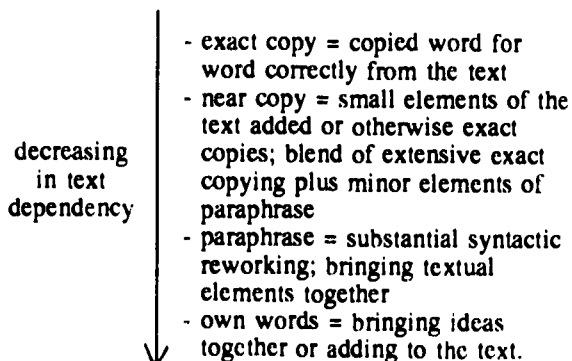 - exact copy = copied word for
word correctly from the text
- near copy = small elements of the
text added or otherwise exact
copies; blend of extensive exact
copying plus minor elements of
paraphrase
- paraphrase = substantial syntactic
reworking; bringing textual
elements together
- own words = bringing ideas
together or adding to the text.
decreasing
in text
dependency